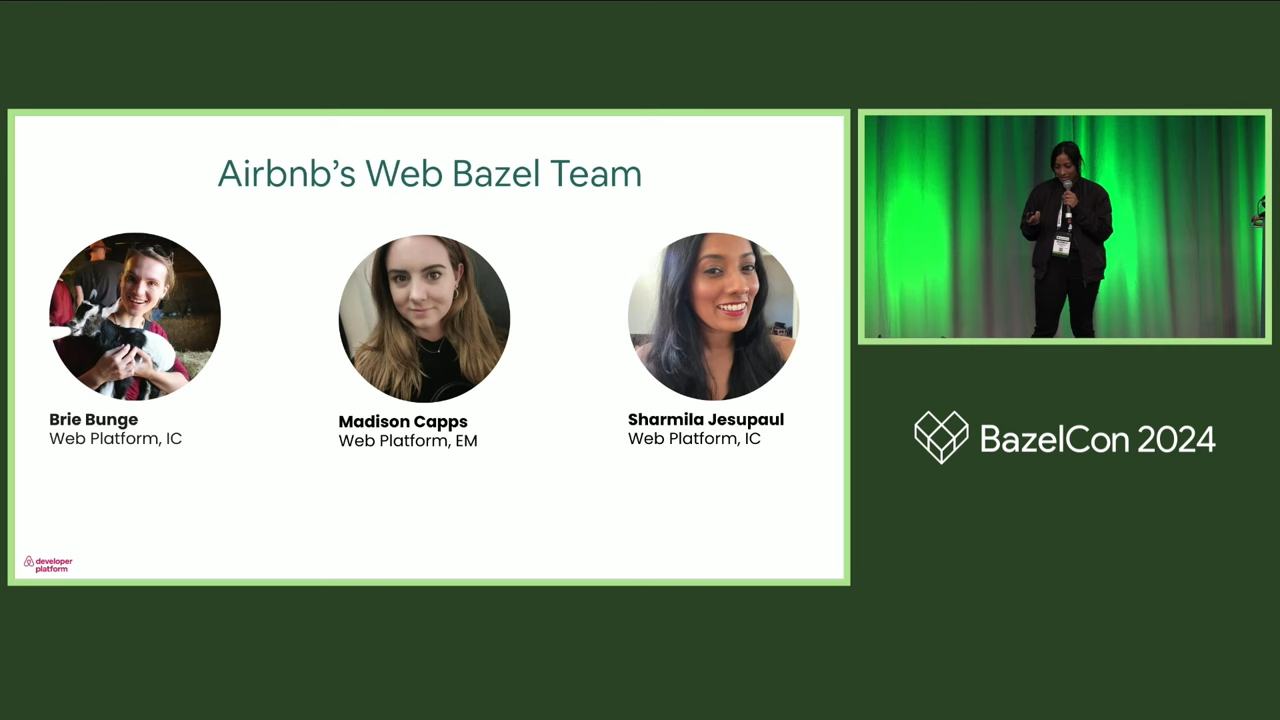 Airbnb’s Web Bazel Team
Brie Bunge
Web Platform, IC
Madison Capps
Web Platform, EM
Sharmila Jesupaul
Web Platform, IC
developer
platform
BazelCon 2024